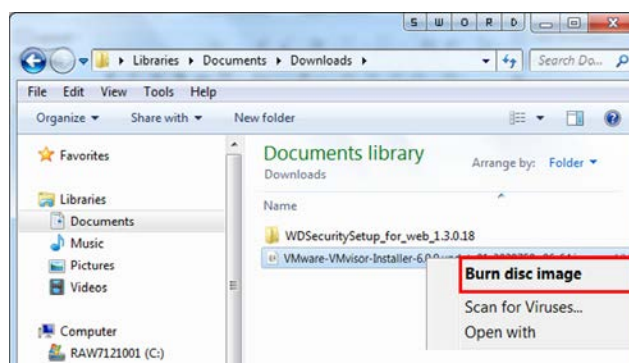 S W O R D
Libraries Documents Downloads
Search Do...
File Edit View Tools Help
Organize Share with New folder
Favorites
Libraries
Documents
Music
Pictures
Videos
Computer
RAW7121001 (C:)
Documents library
Downloads
Arrange by: Folder
Name
WDSecuritySetup_for_web_1.3.0.18
VMware-VMvisor-Installer-6.0.0
Burn disc image
Scan for Viruses...
Open with